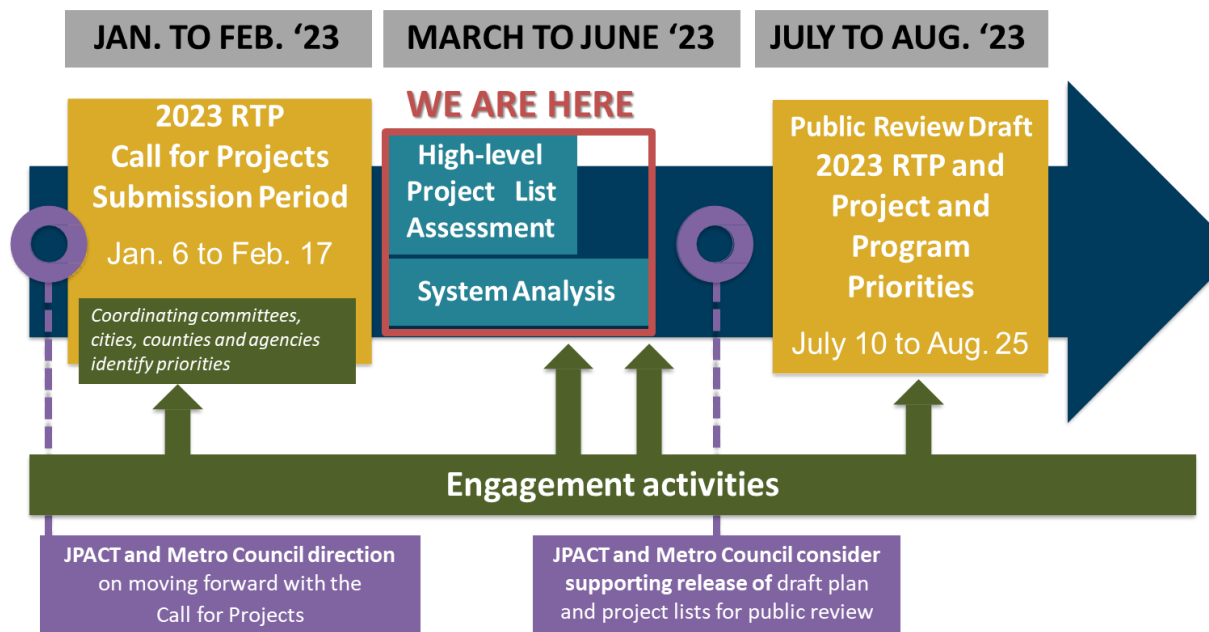 JAN. TO FEB. ‘23
MARCH TO JUNE ‘23
JULY TO AUG. ‘23
WE ARE HERE
2023 RTP
Call for Projects
Submission Period
Jan. 6 to Feb. 17
Coordinating committees,
cities, counties and agencies
identify priorities
High-level
Project List
Assessment
System Analysis
Public Review Draft
2023 RTP and
Project and
Program
Priorities
July 10 to Aug. 25
Engagement activities
JPACT and Metro Council direction
on moving forward with the
Call for Projects
JPACT and Metro Council consider
supporting release of draft plan
and project lists for public review